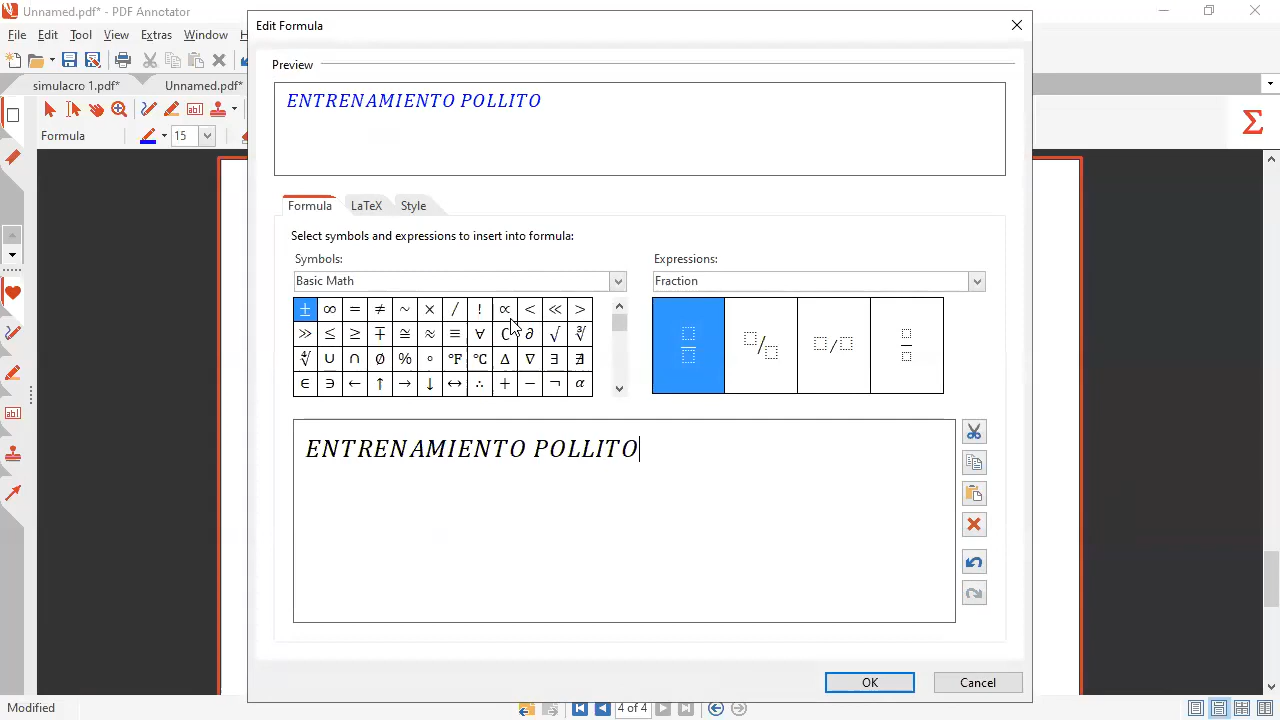 Unnamed.pdf* - PDF Annotator
Edit Formula
File Edit Tool View Extras Window
simulacro 1.pdf* Unnamed.pdf*
Formula 15
Σ
Preview
ENTRENAMIENTO POLLITO
Formula LaTeX Style
Select symbols and expressions to insert into formula:
Symbols: Expressions:
Basic Math Fraction
± ∞ = ≠ ~ × / ! ∝ < ≪ >
≫ ≤ ≥ ∓ ≅ ≈ ≡ ∀ ∁ ∂ √ ∛
∜ ∪ ∩ ∅ % ° °F °C ∆ ∇ ∃ ∄
∈ ∋ ← ↑ → ↓ ↔ ∴ + − ¬ α
ENTRENAMIENTO POLLITO
OK Cancel
Modified 4 of 4